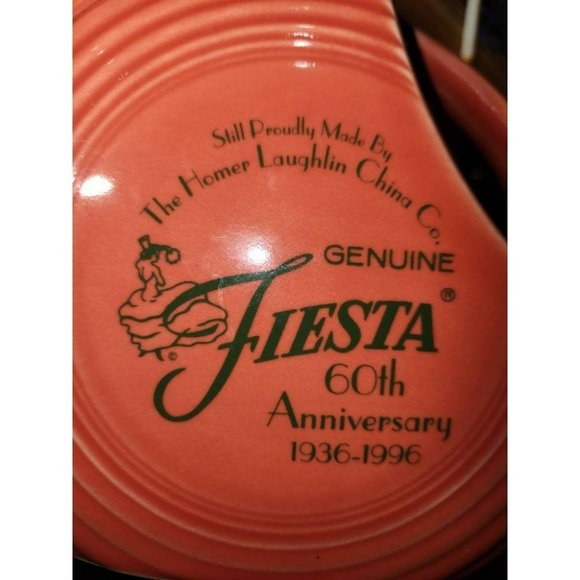 Still Proudly Made By
The Homer Laughlin China Co.
GENUINE
FIESTA ®
©
60th
Anniversary
1936-1996